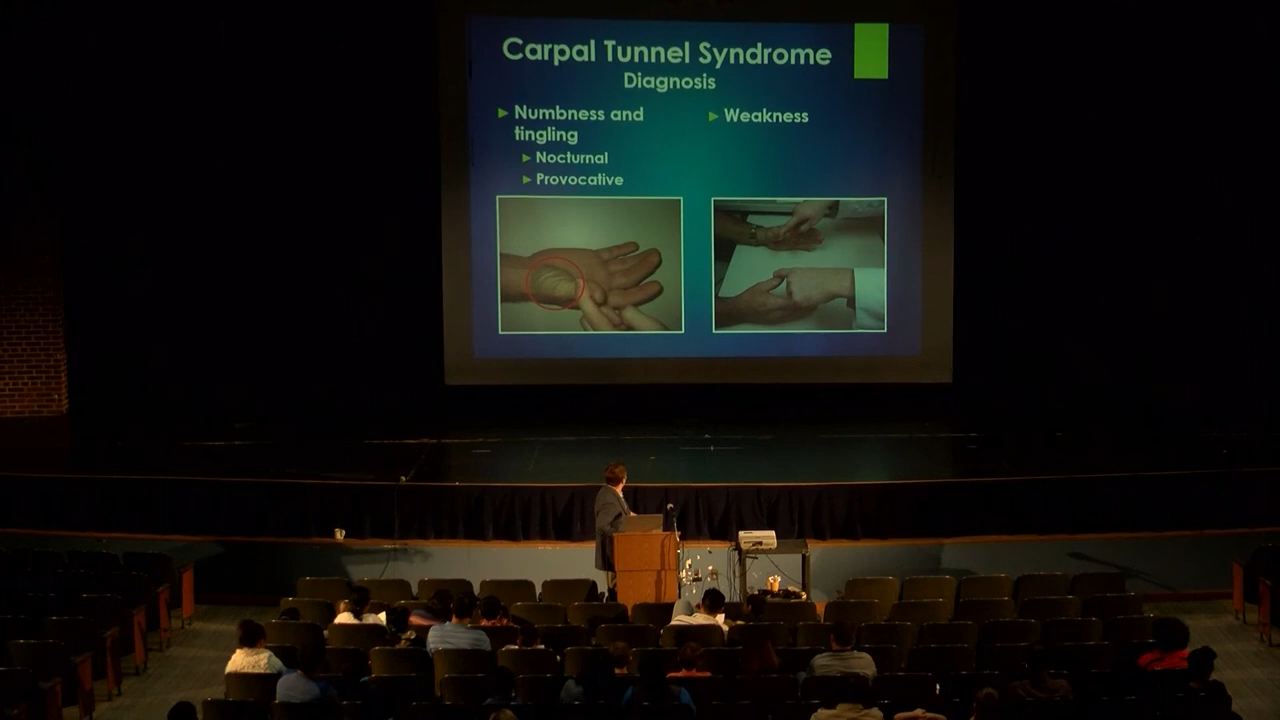 Carpal Tunnel Syndrome
Diagnosis
Numbness and
tingling
Nocturnal
Provocative
Weakness